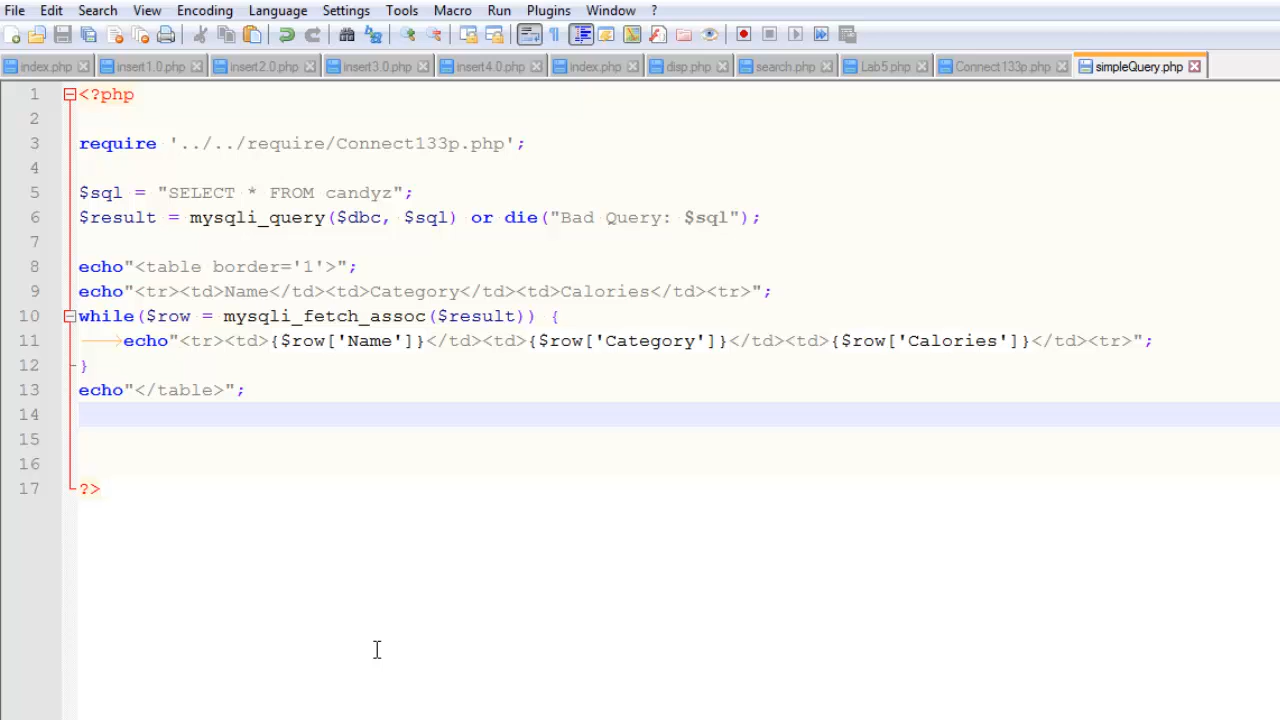 File Edit Search View Encoding Language Settings Tools Macro Run Plugins Window ?
index.php insert1.0.php insert2.0.php insert3.0.php insert4.0.php index.php disp.php search.php Lab5.php Connect133p.php simpleQuery.php
1 <?php
2
3 require '../../require/Connect133p.php';
4
5 $sql = "SELECT * FROM candyz";
6 $result = mysqli_query($dbc, $sql) or die("Bad Query: $sql");
7
8 echo"<table border='1'>";
9 echo"<tr><td>Name</td><td>Category</td><td>Calories</td><tr>";
10 while($row = mysqli_fetch_assoc($result)) {
11 echo"<tr><td>{$row['Name']}</td><td>{$row['Category']}</td><td>{$row['Calories']}</td><tr>";
12 }
13 echo"</table>";
14
15
16
17 ?>